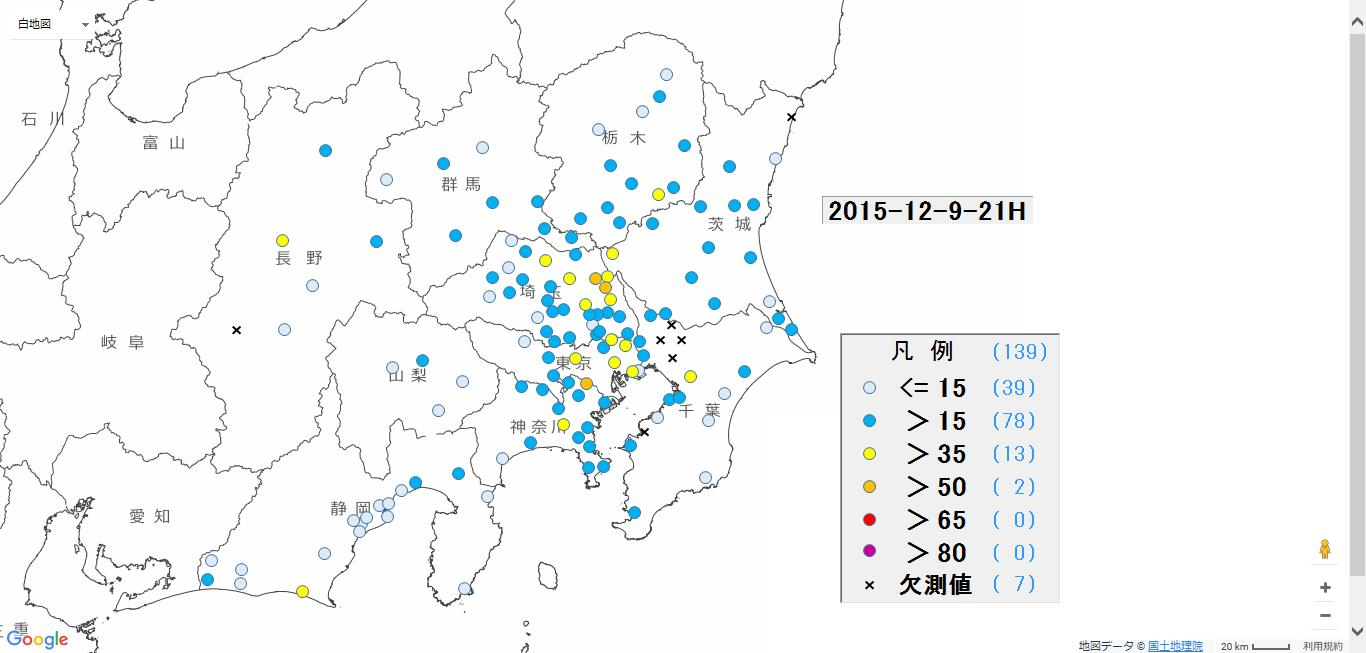 白地図
石川
富山
栃木
群馬
2015-12-9-21H
茨城
長野
埼玉
岐阜
凡例 (139)
<= 15 (39)
＞ 15 (78)
＞ 35 (13)
＞ 50 ( 2)
＞ 65 ( 0)
＞ 80 ( 0)
× 欠測値 ( 7)
東京
山梨
千葉
神奈川
静岡
愛知
三重
Google
地図データ © 国土地理院
20 km
利用規約